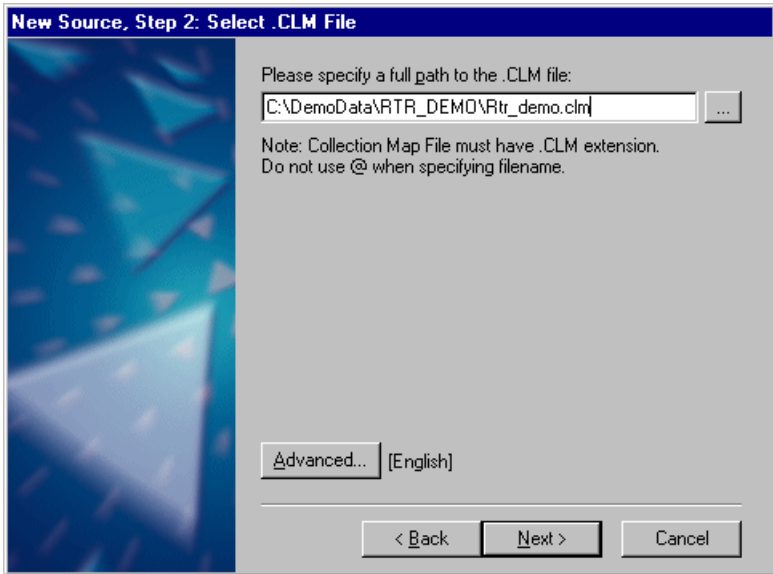 New Source, Step 2: Select .CLM File
Please specify a full path to the .CLM file:
C:\DemoData\RTR_DEMO\Rtr_demo.clm
...
Note: Collection Map File must have .CLM extension.
Do not use @ when specifying filename.
Advanced... [English]
< Back Next > Cancel